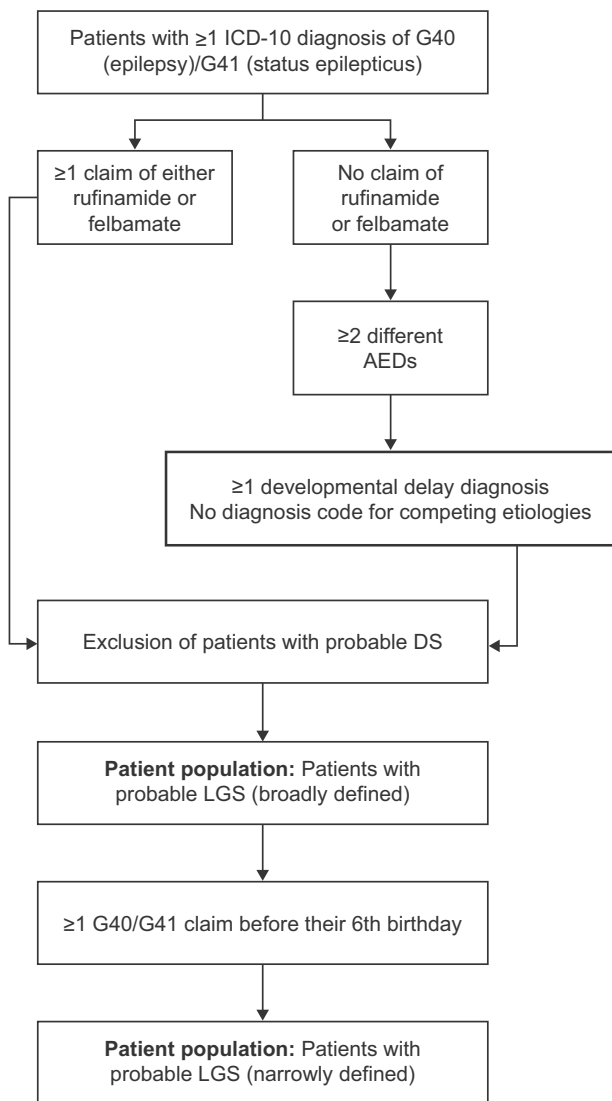 Patients with ≥1 ICD-10 diagnosis of G40
(epilepsy)/G41 (status epilepticus)
≥1 claim of either
rufinamide or
felbamate
No claim of
rufinamide
or felbamate
≥2 different
AEDs
≥1 developmental delay diagnosis
No diagnosis code for competing etiologies
Exclusion of patients with probable DS
Patient population: Patients with
probable LGS (broadly defined)
≥1 G40/G41 claim before their 6th birthday
Patient population: Patients with
probable LGS (narrowly defined)